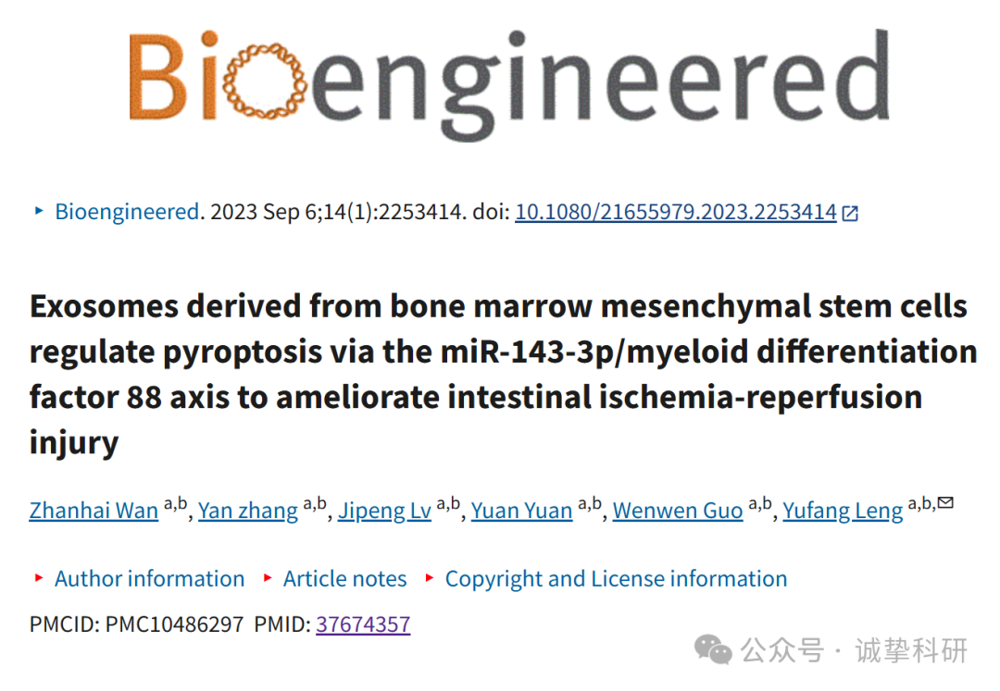 Bioengineered
‣ Bioengineered. 2023 Sep 6;14(1):2253414. doi: 10.1080/21655979.2023.2253414
Exosomes derived from bone marrow mesenchymal stem cells
regulate pyroptosis via the miR-143-3p/myeloid differentiation
factor 88 axis to ameliorate intestinal ischemia-reperfusion
injury
Zhanhai Wan a,b, Yan zhang a,b, Jipeng Lv a,b, Yuan Yuan a,b, Wenwen Guo a,b, Yufang Leng a,b,✉
‣ Author information ‣ Article notes ‣ Copyright and License information
PMCID: PMC10486297 PMID: 37674357
公众号 · 诚挚科研